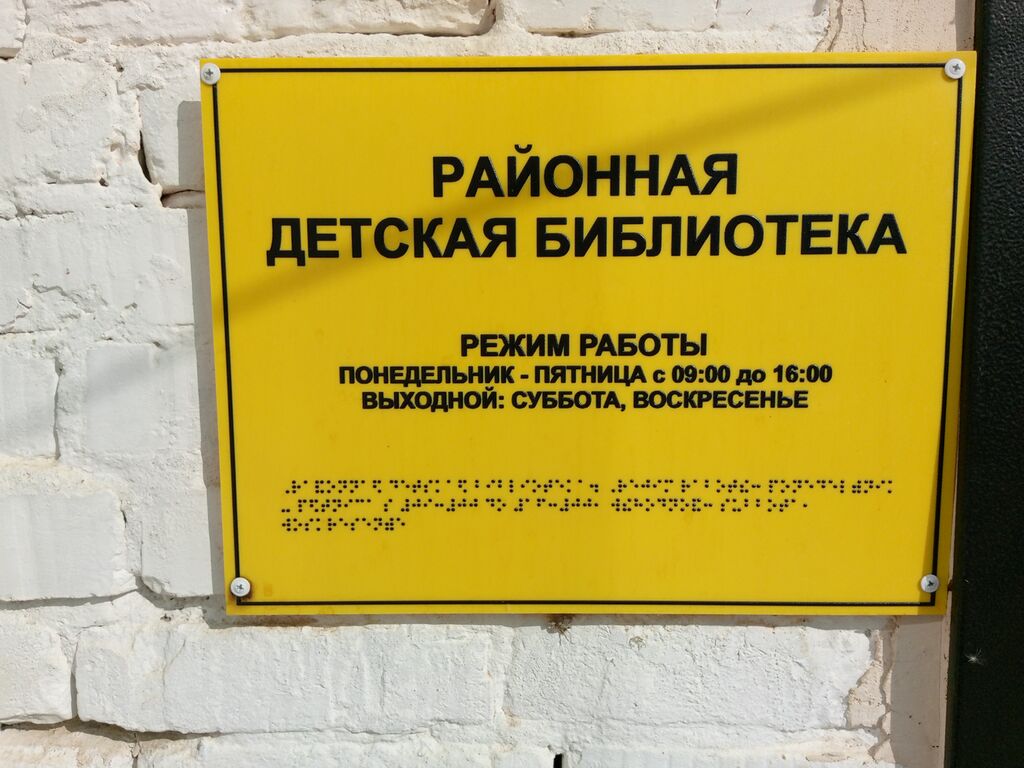 РАЙОННАЯ
ДЕТСКАЯ БИБЛИОТЕКА
РЕЖИМ РАБОТЫ
ПОНЕДЕЛЬНИК - ПЯТНИЦА с 09:00 до 16:00
ВЫХОДНОЙ: СУББОТА, ВОСКРЕСЕНЬЕ